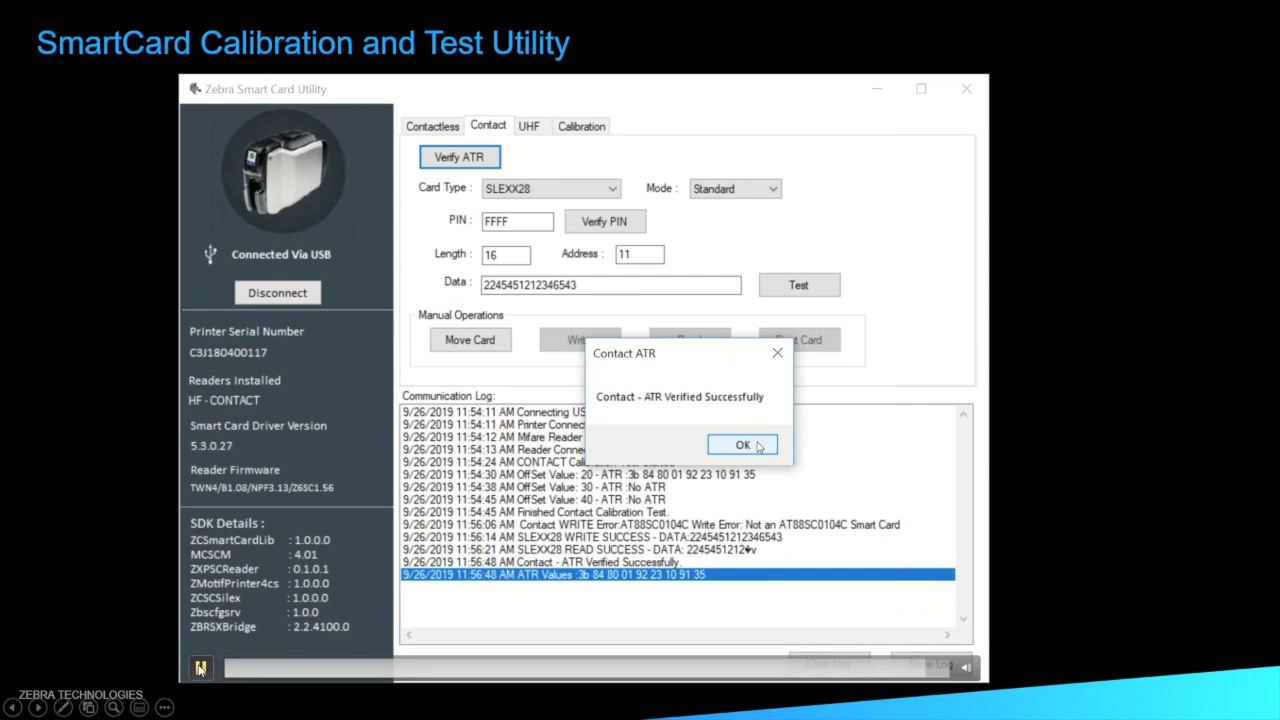 SmartCard Calibration and Test Utility
Zebra Smart Card Utility
Connected Via USB
Disconnect
Printer Serial Number
C3J180400117
Readers Installed
HF - CONTACT
Smart Card Driver Version
5.3.0.27
Reader Firmware
TWN4/B1.08/NPF3.13/Z6SC1.56
SDK Details :
ZCSmartCardLib : 1.0.0.0
MCSCM : 4.01
ZXPSCReader : 0.1.0.1
ZMotifPrinter4cs : 1.0.0.0
ZCSCSilex : 1.0.0.0
Zbscfgsrv : 1.0.0
ZBRSXBridge : 2.2.4100.0
Contactless Contact UHF Calibration
Verify ATR
Card Type : SLEXX28 Mode : Standard
PIN : FFFF Verify PIN
Length : 16 Address : 11
Data : 2245451212346543 Test
Manual Operations
Move Card Card
Contact ATR
Contact - ATR Verified Successfully
OK
Communication Log:
9/26/2019 11:54:11 AM Connecting
9/26/2019 11:54:11 AM Printer
9/26/2019 11:54:12 AM Mifare Reader
9/26/2019 11:54:13 AM Reader
9/26/2019 11:54:24 AM CONTACT
9/26/2019 11:54:30 AM OffSet Value: 20 - ATR :3b 84 80 01 92 23 10 91 35
9/26/2019 11:54:38 AM OffSet Value: 30 - ATR :No ATR
9/26/2019 11:54:45 AM OffSet Value: 40 - ATR :No ATR
9/26/2019 11:54:45 AM Finished Contact Calibration Test.
9/26/2019 11:56:06 AM Contact WRITE Error:AT88SC0104C Write Error: Not an AT88SC0104C Smart Card
9/26/2019 11:56:14 AM SLEXX28 WRITE SUCCESS - DATA:2245451212346543
9/26/2019 11:56:21 AM SLEXX28 READ SUCCESS - DATA: 2245451212�v
9/26/2019 11:56:48 AM Contact - ATR Verified Successfully.
9/26/2019 11:56:48 AM ATR Values :3b 84 80 01 92 23 10 91 35
Clear Log Save Log
ZEBRA TECHNOLOGIES